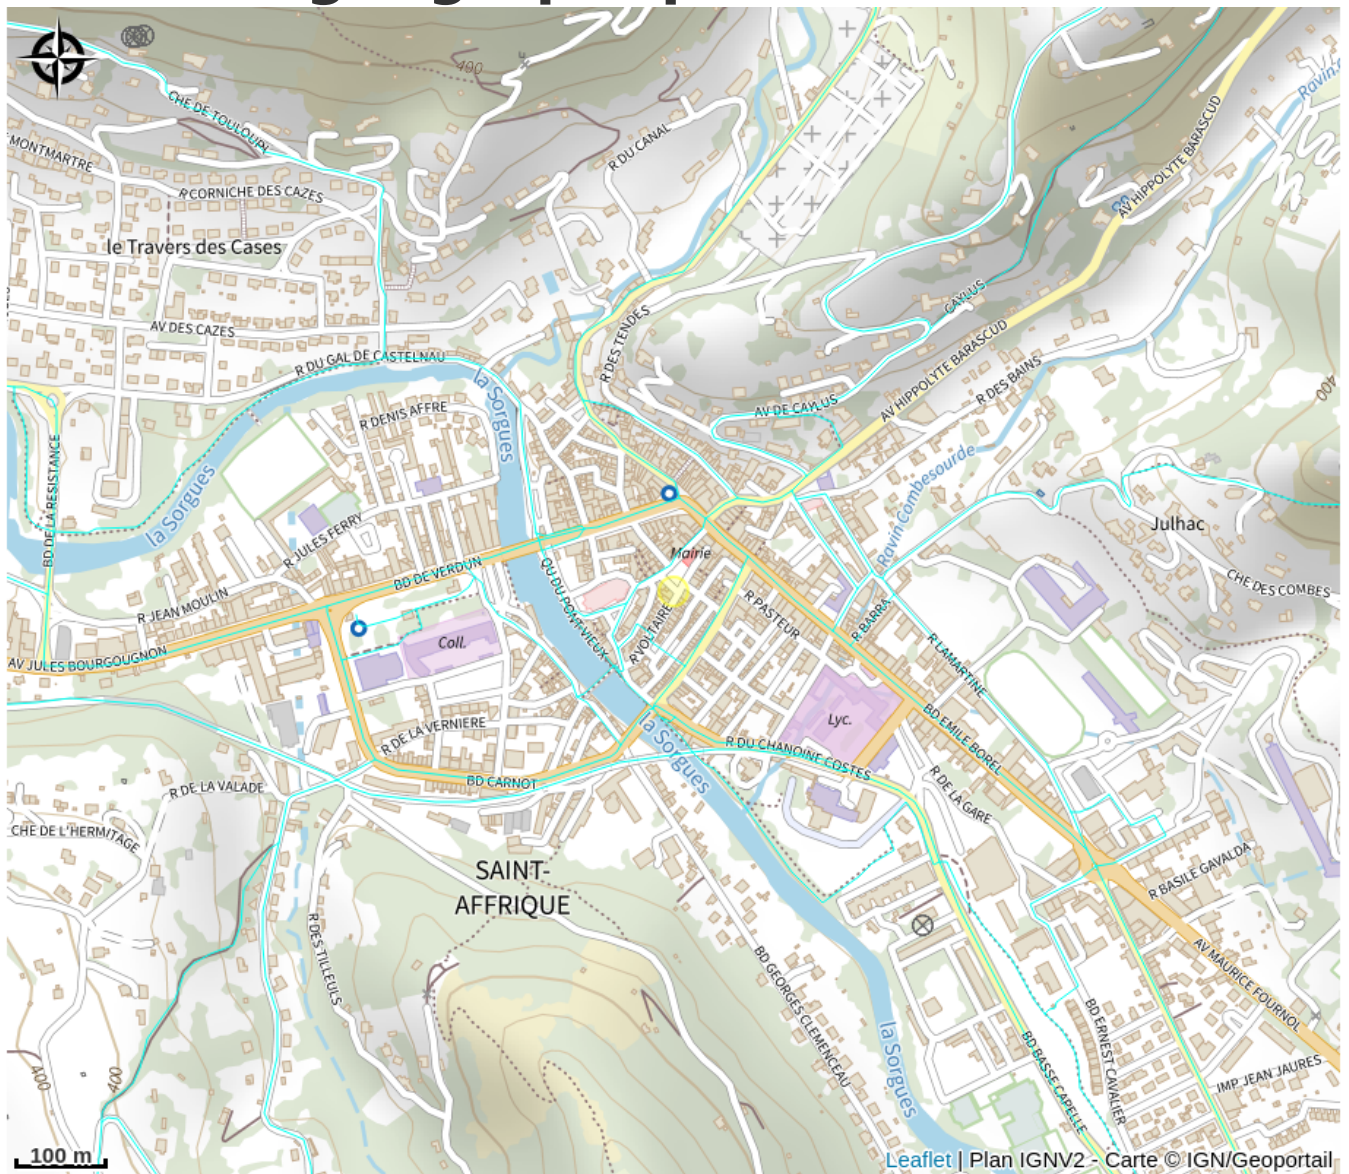 400
CHE DE TOULOUPI
MONTMARTRE
R CORNICHE DES CAZES
R DU CANAL
AV HIPPOLYTE BARASCUD
le Travers des Cases
CAYLUS
AV DES CAZES
R DES TENDES
AV HIPPOLYTE BARASCUD
R DU GAL DE CASTELNAU
R DES BAINS
400
la Sorgues
R DENIS AFFRE
AV DE CAYLUS
BD DE LA RESISTANCE
la Sorgues
Ravin Combesourde
R JULES FERRY
Julhac
Mairie
BD DE VERDUN
QU DU PONT VIEUX
CHE DES COMBES
R JEAN MOULIN
R PASTEUR
R BARRA
R VOLTAIRE
Coll.
AV JULES BOURGOUGNON
R LAMARTINE
Lyc.
R DE LA VERNIERE
la Sorgues
BD EMILE BOREL
R DU CHANOINE COSTES
BD CARNOT
R DE LA VALADE
R DE LA GARE
CHE DE L'HERMITAGE
SAINT-
AFFRIQUE
R BASILE GAVALDA
R DES TILLEULS
AV MAURICE FOURNOL
BD GEORGES CLEMENCEAU
BD ERNEST CAVALIER
la Sorgues
BD BASSE CAPELLE
400
400
IMP JEAN JAURES
100 m
Leaflet | Plan IGNV2 - Carte © IGN/Geoportail